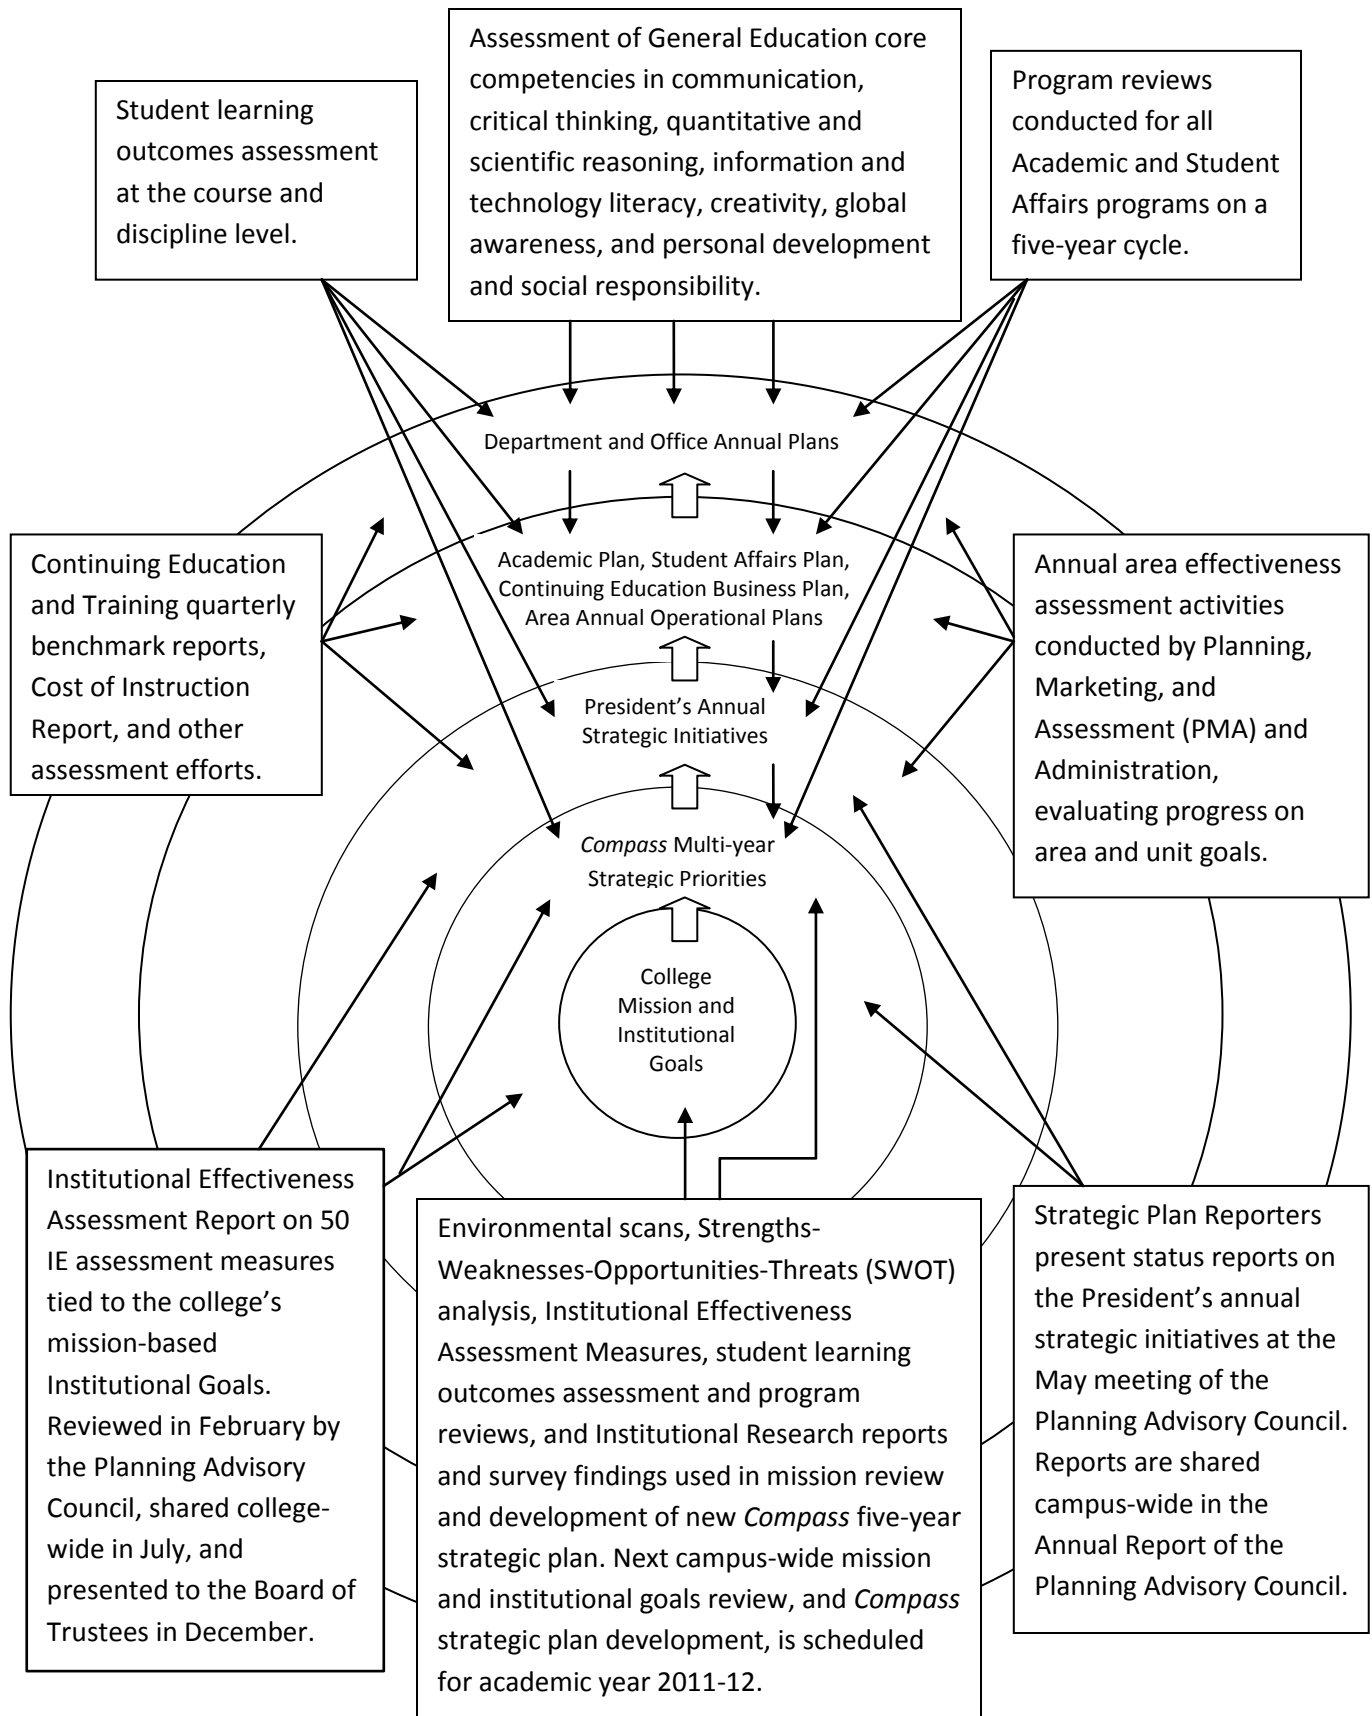 Student learning
outcomes assessment
at the course and
discipline level.
Assessment of General Education core
competencies in communication,
critical thinking, quantitative and
scientific reasoning, information and
technology literacy, creativity, global
awareness, and personal development
and social responsibility.
Program reviews
conducted for all
Academic and Student
Affairs programs on a
five-year cycle.
Department and Office Annual Plans
Continuing Education
and Training quarterly
benchmark reports,
Cost of Instruction
Report, and other
assessment efforts.
Academic Plan, Student Affairs Plan,
Continuing Education Business Plan,
Area Annual Operational Plans
Annual area effectiveness
assessment activities
conducted by Planning,
Marketing, and
Assessment (PMA) and
Administration,
evaluating progress on
area and unit goals.
President’s Annual
Strategic Initiatives
Compass Multi-year
Strategic Priorities
College
Mission and
Institutional
Goals
Institutional Effectiveness
Assessment Report on 50
IE assessment measures
tied to the college’s
mission-based
Institutional Goals.
Reviewed in February by
the Planning Advisory
Council, shared college-
wide in July, and
presented to the Board of
Trustees in December.
Environmental scans, Strengths-
Weaknesses-Opportunities-Threats (SWOT)
analysis, Institutional Effectiveness
Assessment Measures, student learning
outcomes assessment and program
reviews, and Institutional Research reports
and survey findings used in mission review
and development of new Compass five-year
strategic plan. Next campus-wide mission
and institutional goals review, and Compass
strategic plan development, is scheduled
for academic year 2011-12.
Strategic Plan Reporters
present status reports on
the President’s annual
strategic initiatives at the
May meeting of the
Planning Advisory Council.
Reports are shared
campus-wide in the
Annual Report of the
Planning Advisory Council.